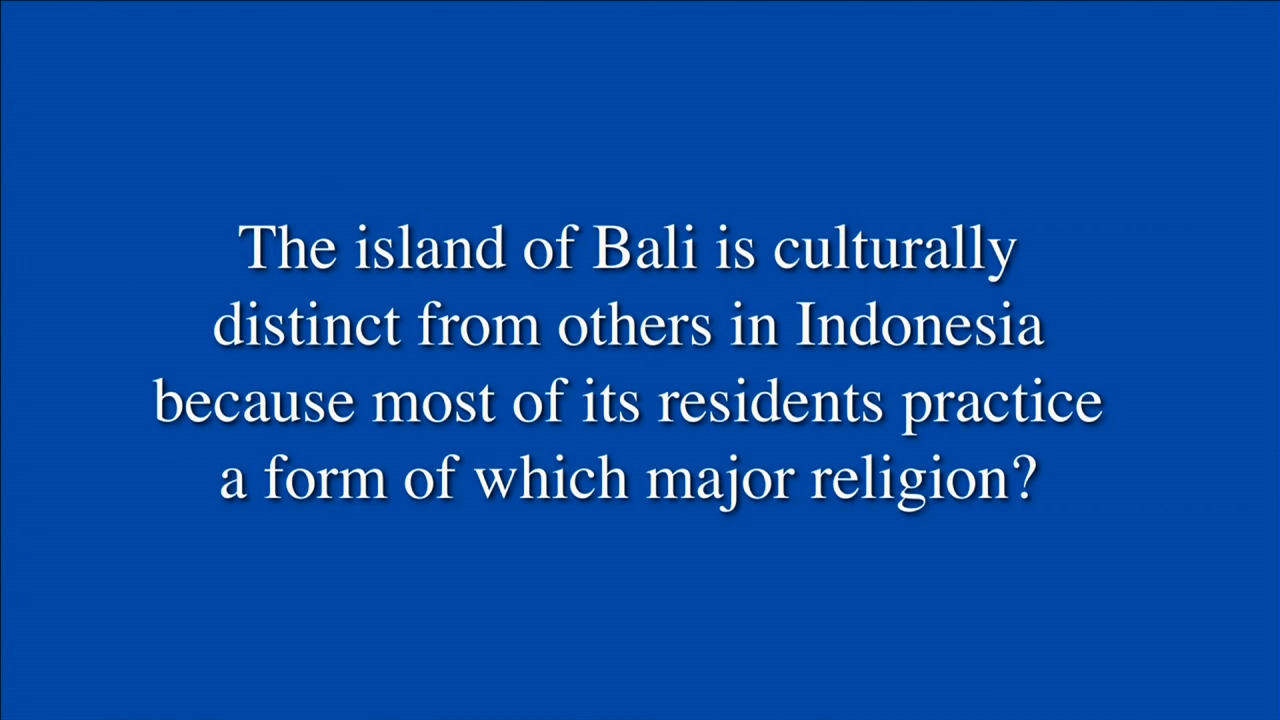 The island of Bali is culturally
distinct from others in Indonesia
because most of its residents practice
a form of which major religion?